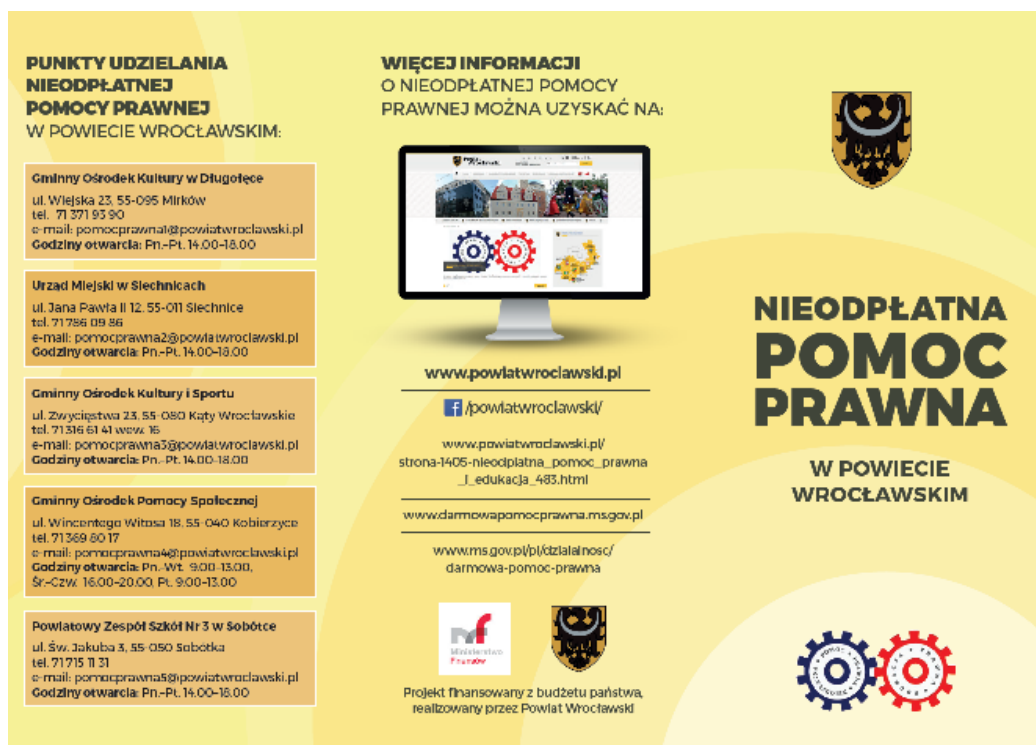 PUNKTY UDZIELANIA
NIEODPŁATNEJ
POMOCY PRAWNEJ
W POWIECIE WROCŁAWSKIM:
Gminny Ośrodek Kultury w Długołęce
ul. Wiejska 23, 55-095 Mirków
tel. 71 371 93 90
e-mail: pomocprawna1@powiatwroclawski.pl
Godziny otwarcia: Pn.-Pt. 14.00-18.00
Urząd Miejski w Siechnicach
ul. Jana Pawła II 12, 55-011 Siechnice
tel. 71 786 09 86
e-mail: pomocprawna2@powiatwroclawski.pl
Godziny otwarcia: Pn.-Pt. 14.00-18.00
Gminny Ośrodek Kultury i Sportu
ul. Zwycięstwa 23, 55-080 Kąty Wrocławskie
tel. 71 316 61 41 wew. 16
e-mail: pomocprawna3@powiatwroclawski.pl
Godziny otwarcia: Pn.-Pt. 14.00-18.00
Gminny Ośrodek Pomocy Społecznej
ul. Wincentego Witosa 18, 55-040 Kobierzyce
tel. 71 369 80 17
e-mail: pomocprawna4@powiatwroclawski.pl
Godziny otwarcia: Pn.-Wt. 9.00-13.00,
Śr.-Czw. 16.00-20.00, Pt. 9.00-13.00
Powiatowy Zespół Szkół Nr 3 w Sobótce
ul. Św. Jakuba 3, 55-050 Sobótka
tel. 71 715 11 31
e-mail: pomocprawna5@powiatwroclawski.pl
Godziny otwarcia: Pn.-Pt. 14.00-18.00
WIĘCEJ INFORMACJI
O NIEODPŁATNEJ POMOCY
PRAWNEJ MOŻNA UZYSKAĆ NA:
www.powiatwroclawski.pl
/powiatwroclawski/
www.powiatwroclawski.pl/
strona-1405-nieodplatna_pomoc_prawna
_i_edukacja_483.html
www.darmowapomocprawna.ms.gov.pl
www.ms.gov.pl/pl/dzialalnosc/
darmowa-pomoc-prawna
Ministerstwo
Finansów
Projekt finansowany z budżetu państwa,
realizowany przez Powiat Wrocławski
NIEODPŁATNA
POMOC
PRAWNA
W POWIECIE
WROCŁAWSKIM